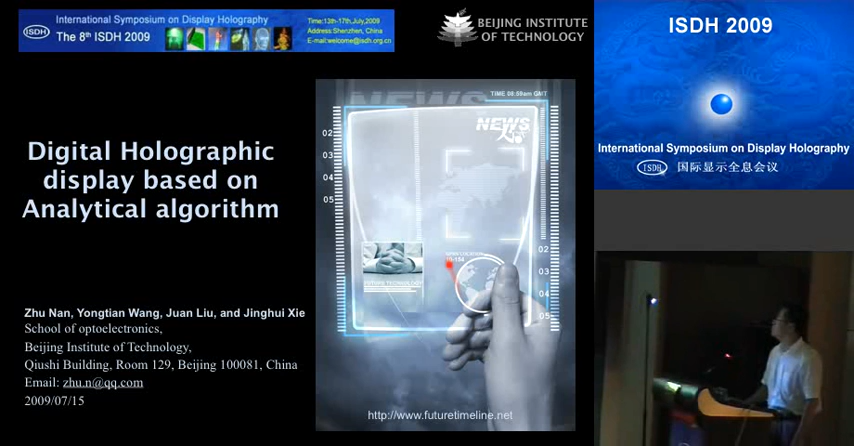 International Symposium on Display Holography
ISDH
The 8th ISDH 2009
Time:13th-17th,July,2009
Address:Shenzhen, China
E-mail:welcome@isdh.org.cn
BEIJING INSTITUTE
OF TECHNOLOGY
ISDH 2009
International Symposium on Display Holography
ISDH 国际显示全息会议
Digital Holographic
display based on
Analytical algorithm
Zhu Nan, Yongtian Wang, Juan Liu, and Jinghui Xie
School of optoelectronics,
Beijing Institute of Technology,
Qiushi Building, Room 129, Beijing 100081, China
Email: zhu.n@qq.com
2009/07/15
NEWS
TIME 08:59am GMT
NEWS
02
03
04
05
FUTURE TECHNOLOGY
02
03
04
05
http://www.futuretimeline.net